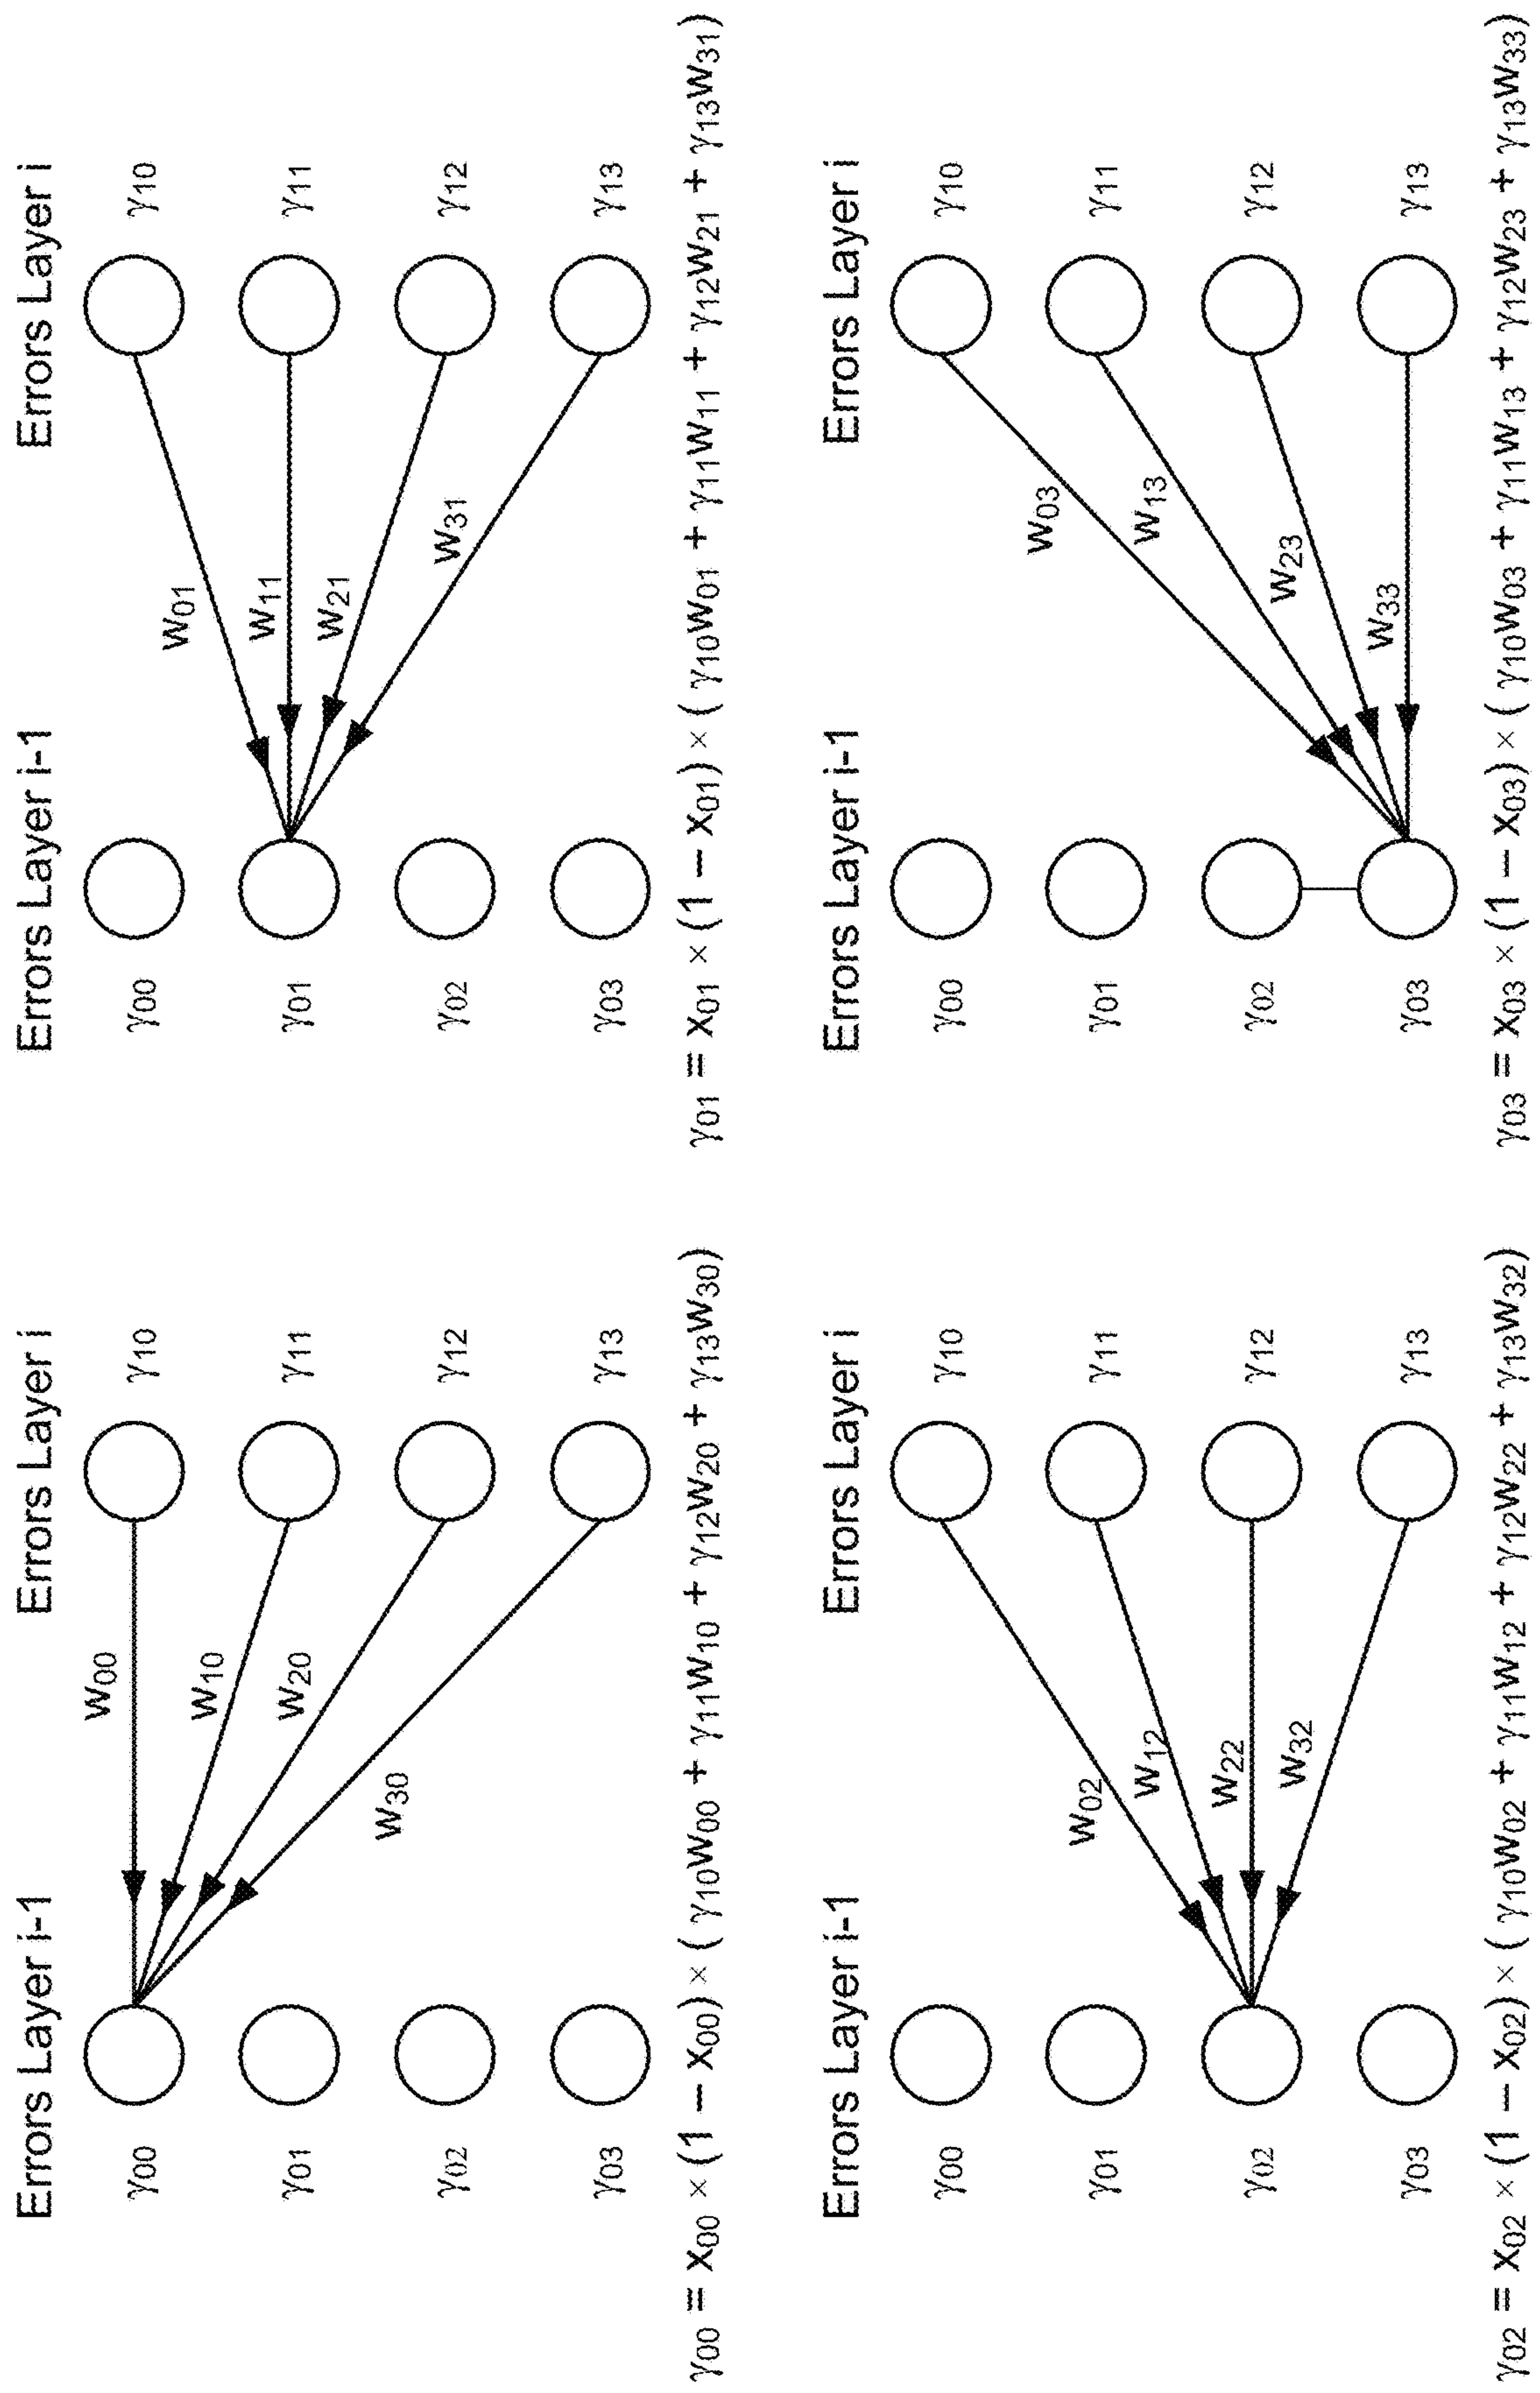 Errors Layer i-1 Errors Layer i
γ00 w00 γ10
γ01 w10 γ11
γ02 w20 γ12
γ03 w30 γ13
γ00 = x00 × (1 − x00) × ( γ10w00 + γ11w10 + γ12w20 + γ13w30)
Errors Layer i-1 Errors Layer i
γ00 w01 γ10
γ01 w11 γ11
γ02 w21 γ12
γ03 w31 γ13
γ01 = x01 × (1 − x01) × ( γ10w01 + γ11w11 + γ12w21 + γ13w31)
Errors Layer i-1 Errors Layer i
γ00 w02 γ10
γ01 w12 γ11
γ02 w22 γ12
γ03 w32 γ13
γ02 = x02 × (1 − x02) × ( γ10w02 + γ11w12 + γ12w22 + γ13w32)
Errors Layer i-1 Errors Layer i
γ00 w03 γ10
γ01 w13 γ11
γ02 w23 γ12
γ03 w33 γ13
γ03 = x03 × (1 − x03) × ( γ10w03 + γ11w13 + γ12w23 + γ13w33)